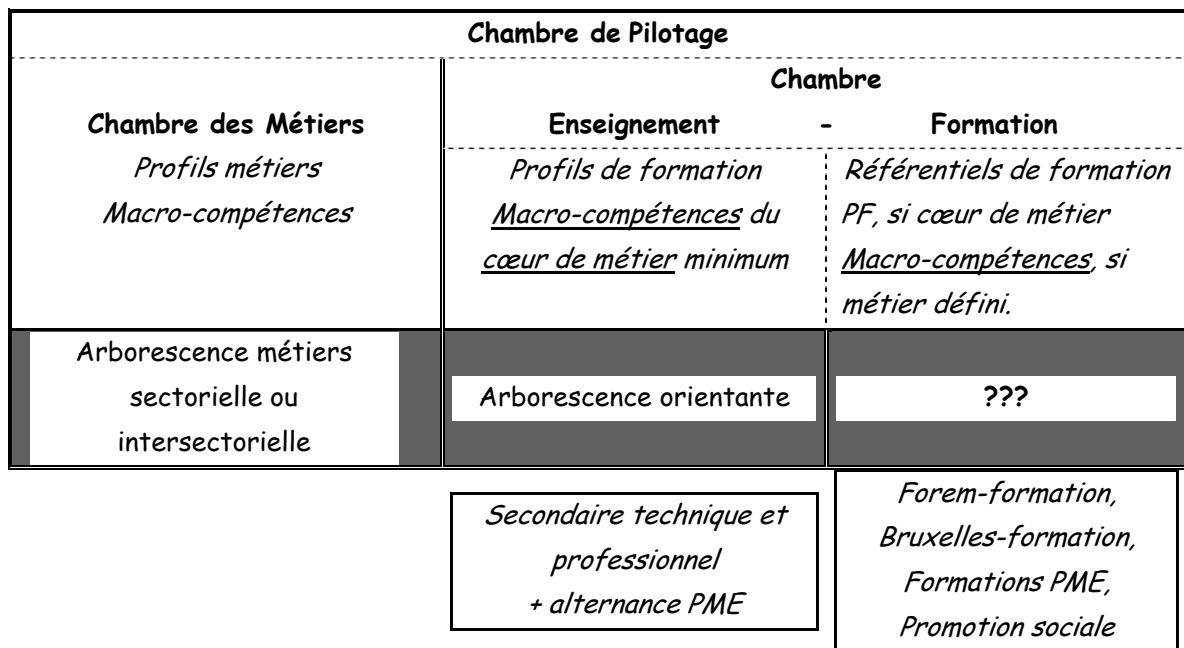 Chambre de Pilotage
Chambre
Chambre des Métiers
Enseignement - Formation
Profils métiers
Macro-compétences
Profils de formation
Macro-compétences du
cœur de métier minimum
Référentiels de formation
PF, si cœur de métier
Macro-compétences, si
métier défini.
Arborescence métiers
sectorielle ou
intersectorielle
Arborescence orientante
???
Secondaire technique et
professionnel
+ alternance PME
Forem-formation,
Bruxelles-formation,
Formations PME,
Promotion sociale